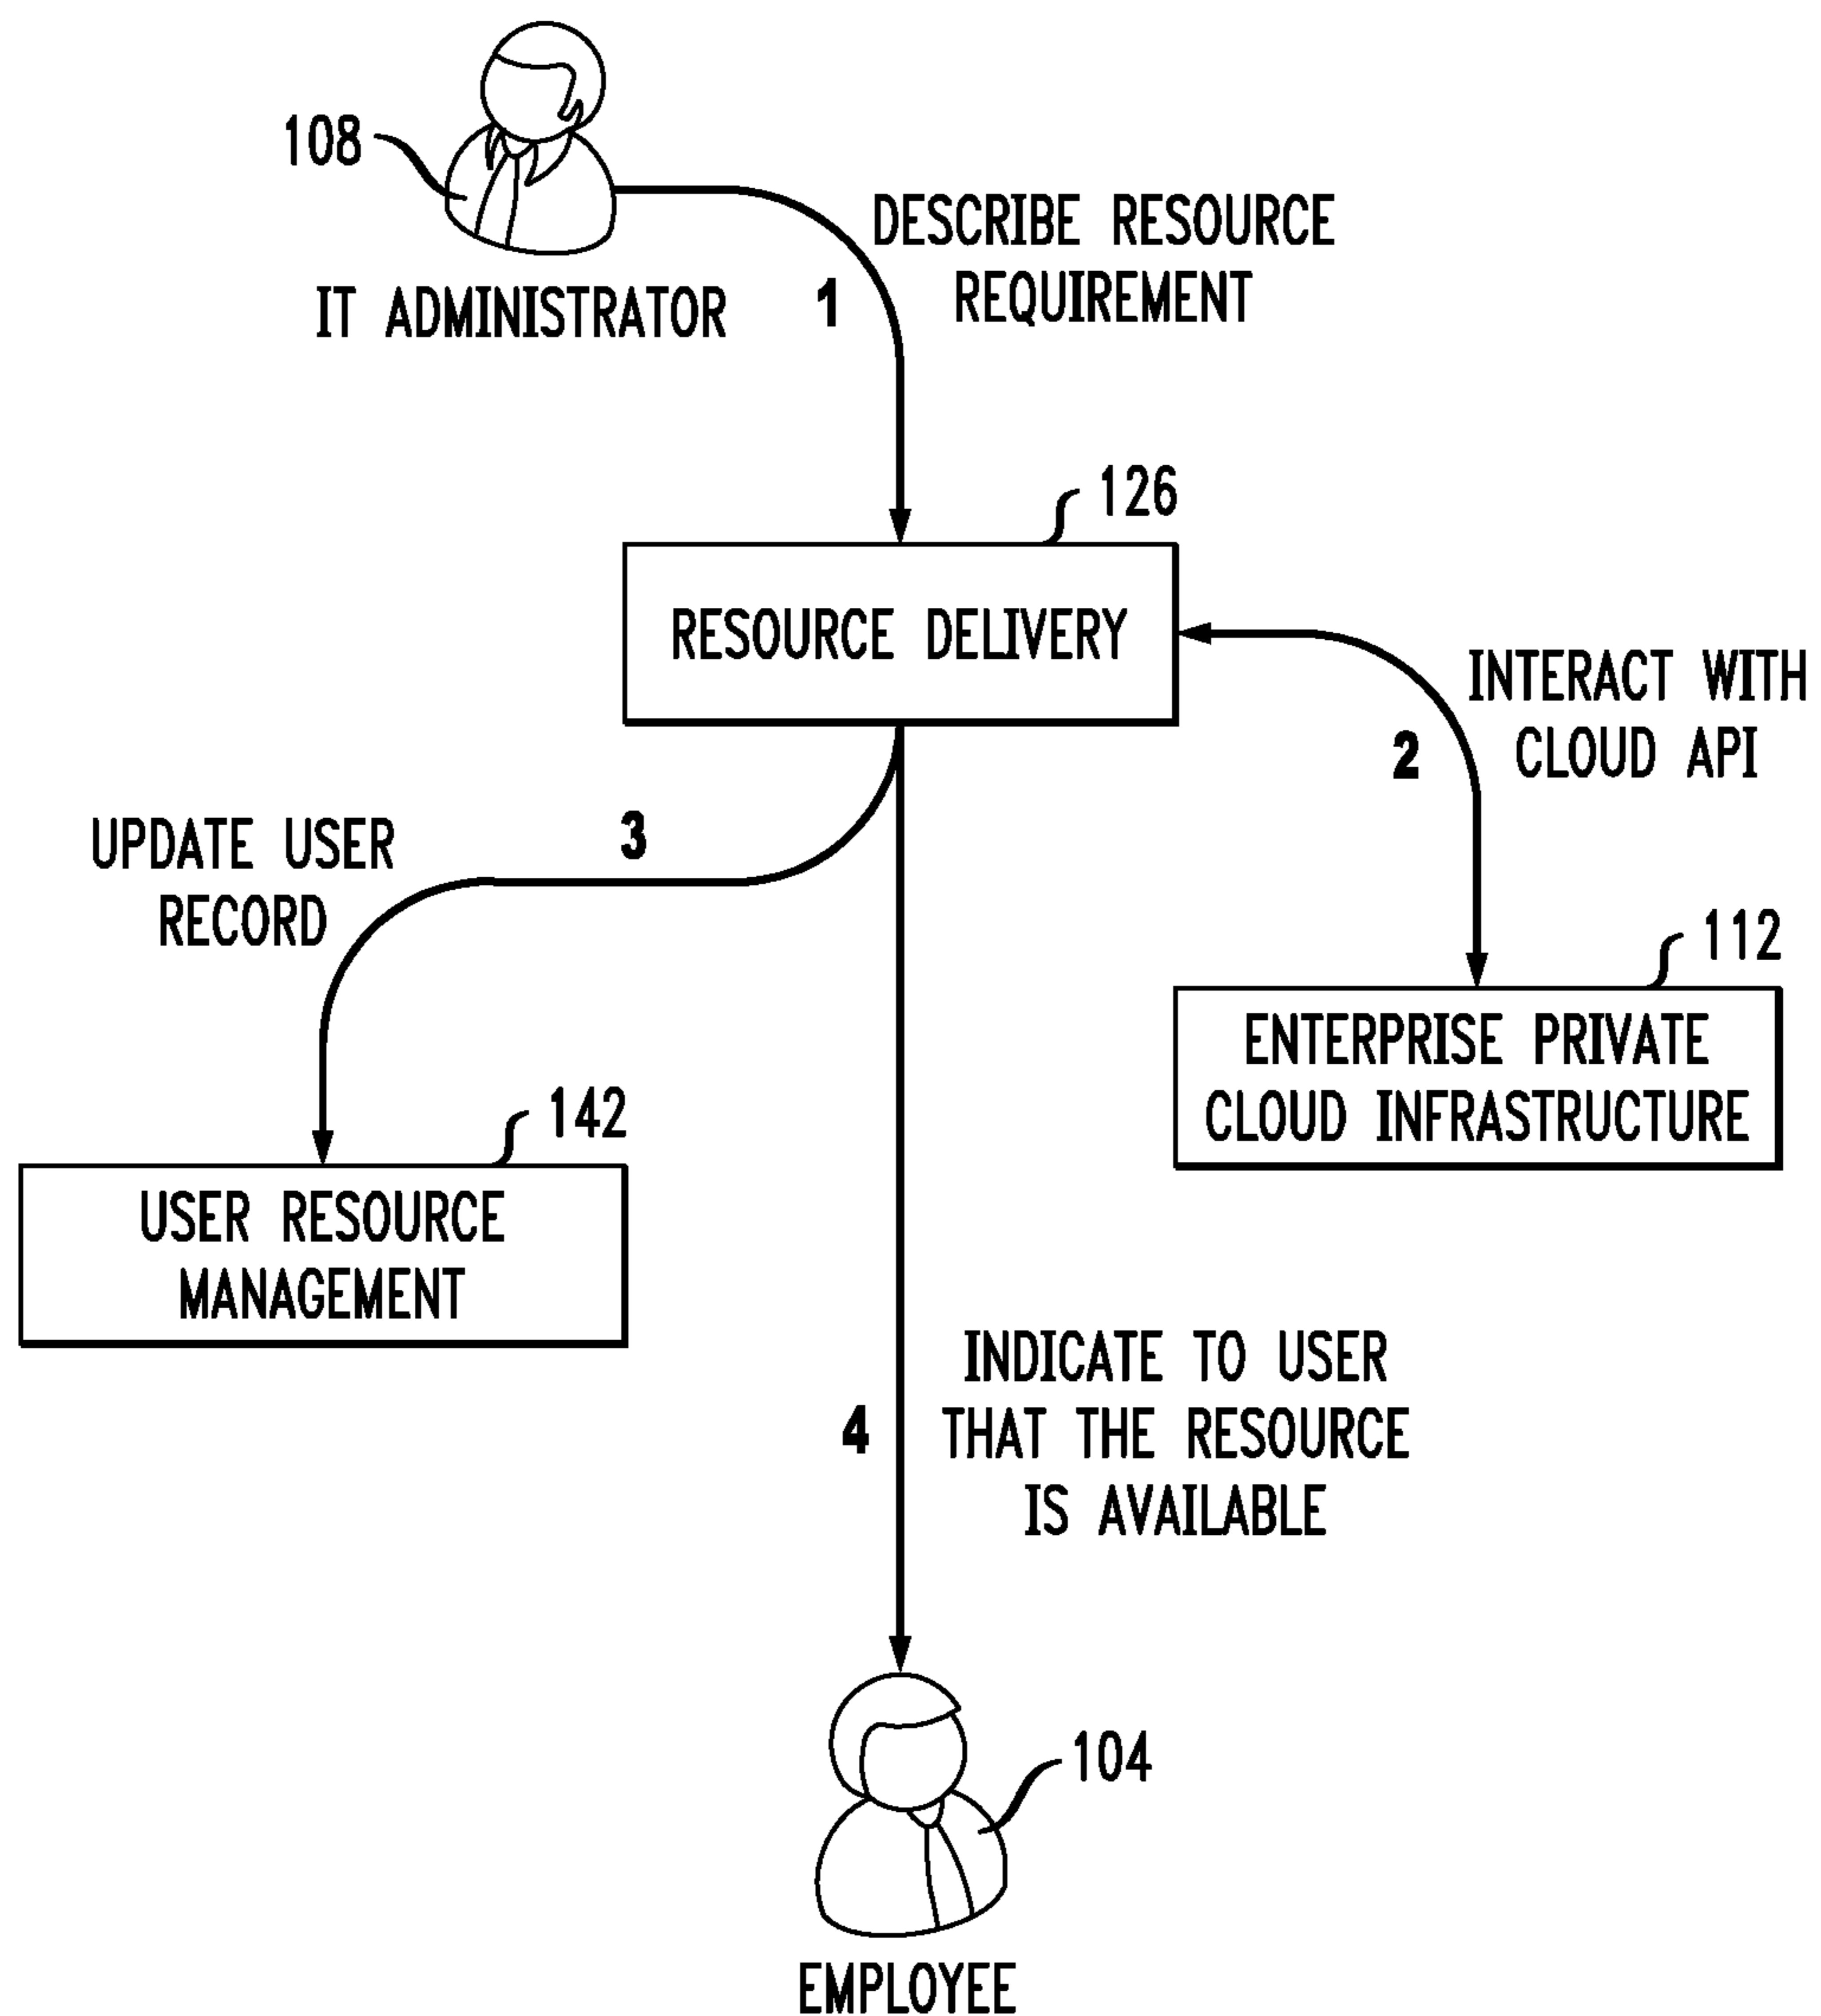 108
IT ADMINISTRATOR
1
DESCRIBE RESOURCE
REQUIREMENT
126
RESOURCE DELIVERY
INTERACT WITH
CLOUD API
2
UPDATE USER
RECORD
3
112
ENTERPRISE PRIVATE
CLOUD INFRASTRUCTURE
142
USER RESOURCE
MANAGEMENT
INDICATE TO USER
THAT THE RESOURCE
IS AVAILABLE
4
104
EMPLOYEE